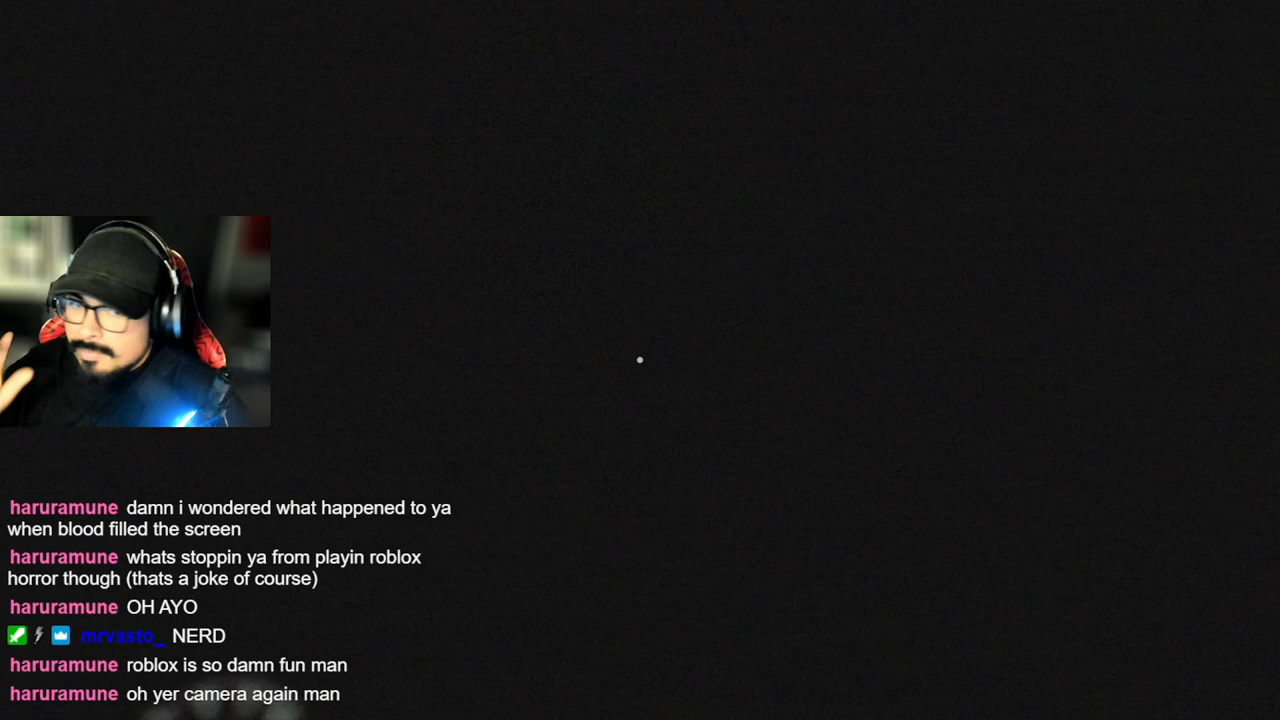 haruramune damn i wondered what happened to ya
when blood filled the screen
haruramune whats stoppin ya from playin roblox
horror though (thats a joke of course)
haruramune OH AYO
mrvasto_ NERD
haruramune roblox is so damn fun man
haruramune oh yer camera again man